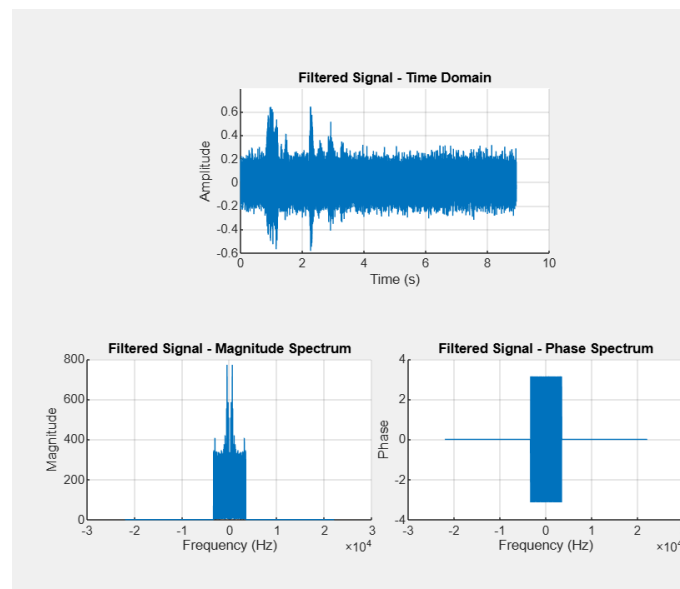 Filtered Signal - Time Domain
Amplitude
0.6
0.4
0.2
0
-0.2
-0.4
-0.6
0 2 4 6 8 10
Time (s)
Filtered Signal - Magnitude Spectrum
Magnitude
800
600
400
200
0
-3 -2 -1 0 1 2 3
Frequency (Hz)
×10⁴
Filtered Signal - Phase Spectrum
Phase
4
2
0
-2
-4
-3 -2 -1 0 1 2
Frequency (Hz)
×10⁴